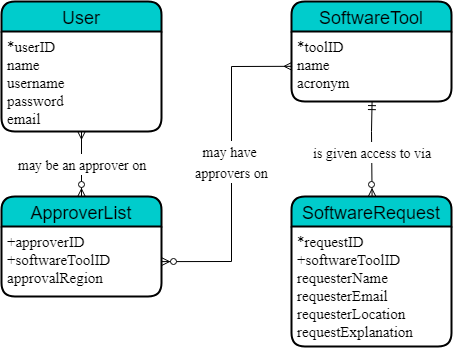 User
*userID
name
username
password
email
SoftwareTool
*toolID
name
acronym
may be an approver on
may have
approvers on
is given access to via
ApproverList
+approverID
+softwareToolID
approvalRegion
SoftwareRequest
*requestID
+softwareToolID
requesterName
requesterEmail
requesterLocation
requestExplanation